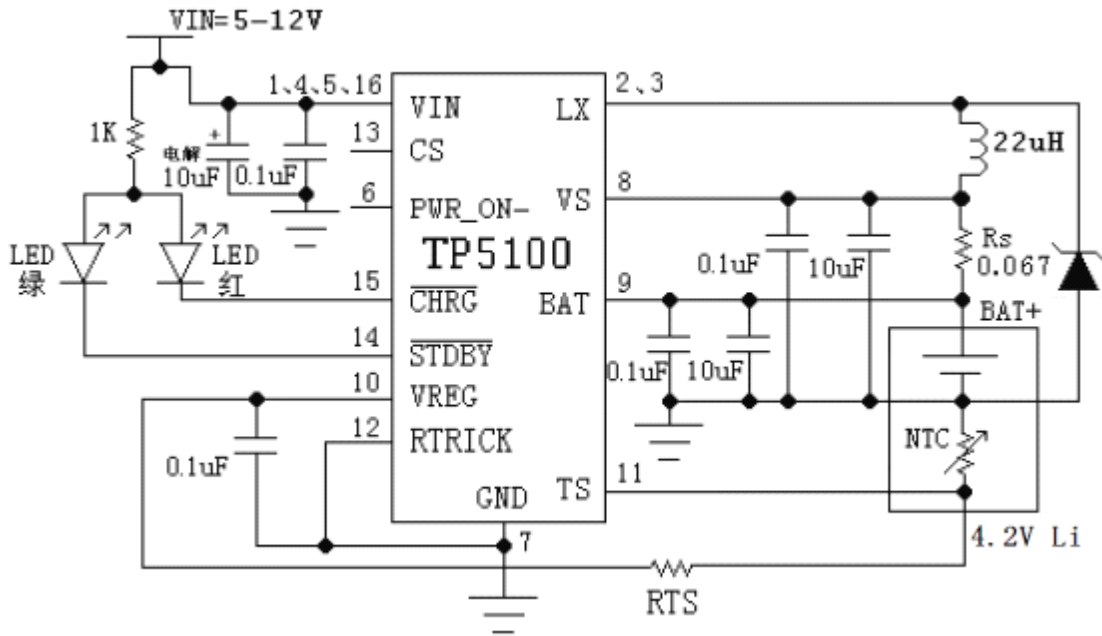 VIN=5-12V
1、4、5、16
2、3
VIN
LX
1K
电解
+
10uF
0.1uF
13
CS
22uH
6
PWR_ON-
8
VS
TP5100
LED
绿
LED
红
0.1uF
10uF
Rs
0.067
15
CHRG
9
BAT
BAT+
14
STDBY
0.1uF
10uF
10
VREG
12
RTRICK
NTC
0.1uF
11
TS
GND
7
4.2V Li
RTS